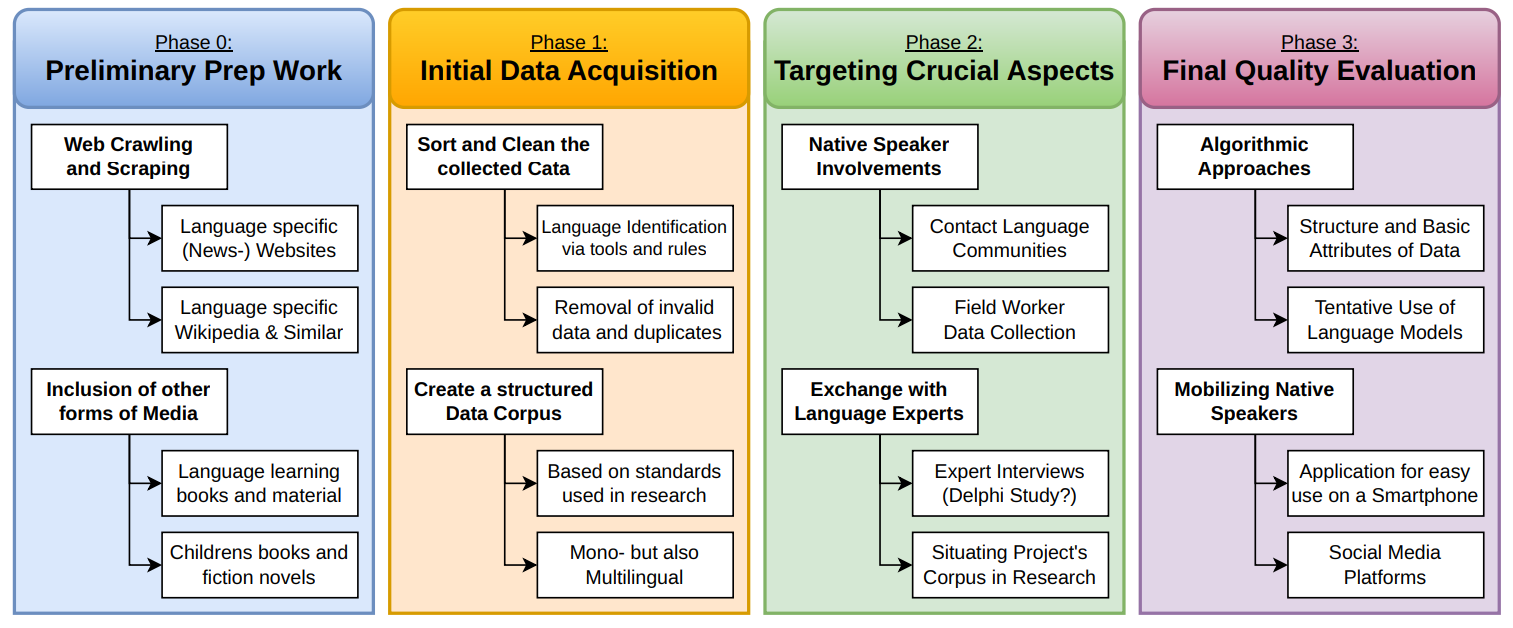 Phase 0:
Preliminary Prep Work
Web Crawling
and Scraping
Language specific
(News-) Websites
Language specific
Wikipedia & Similar
Inclusion of other
forms of Media
Language learning
books and material
Childrens books and
fiction novels
Phase 1:
Initial Data Acquisition
Sort and Clean the
collected Cata
Language Identification
via tools and rules
Removal of invalid
data and duplicates
Create a structured
Data Corpus
Based on standards
used in research
Mono- but also
Multilingual
Phase 2:
Targeting Crucial Aspects
Native Speaker
Involvements
Contact Language
Communities
Field Worker
Data Collection
Exchange with
Language Experts
Expert Interviews
(Delphi Study?)
Situating Project's
Corpus in Research
Phase 3:
Final Quality Evaluation
Algorithmic
Approaches
Structure and Basic
Attributes of Data
Tentative Use of
Language Models
Mobilizing Native
Speakers
Application for easy
use on a Smartphone
Social Media
Platforms